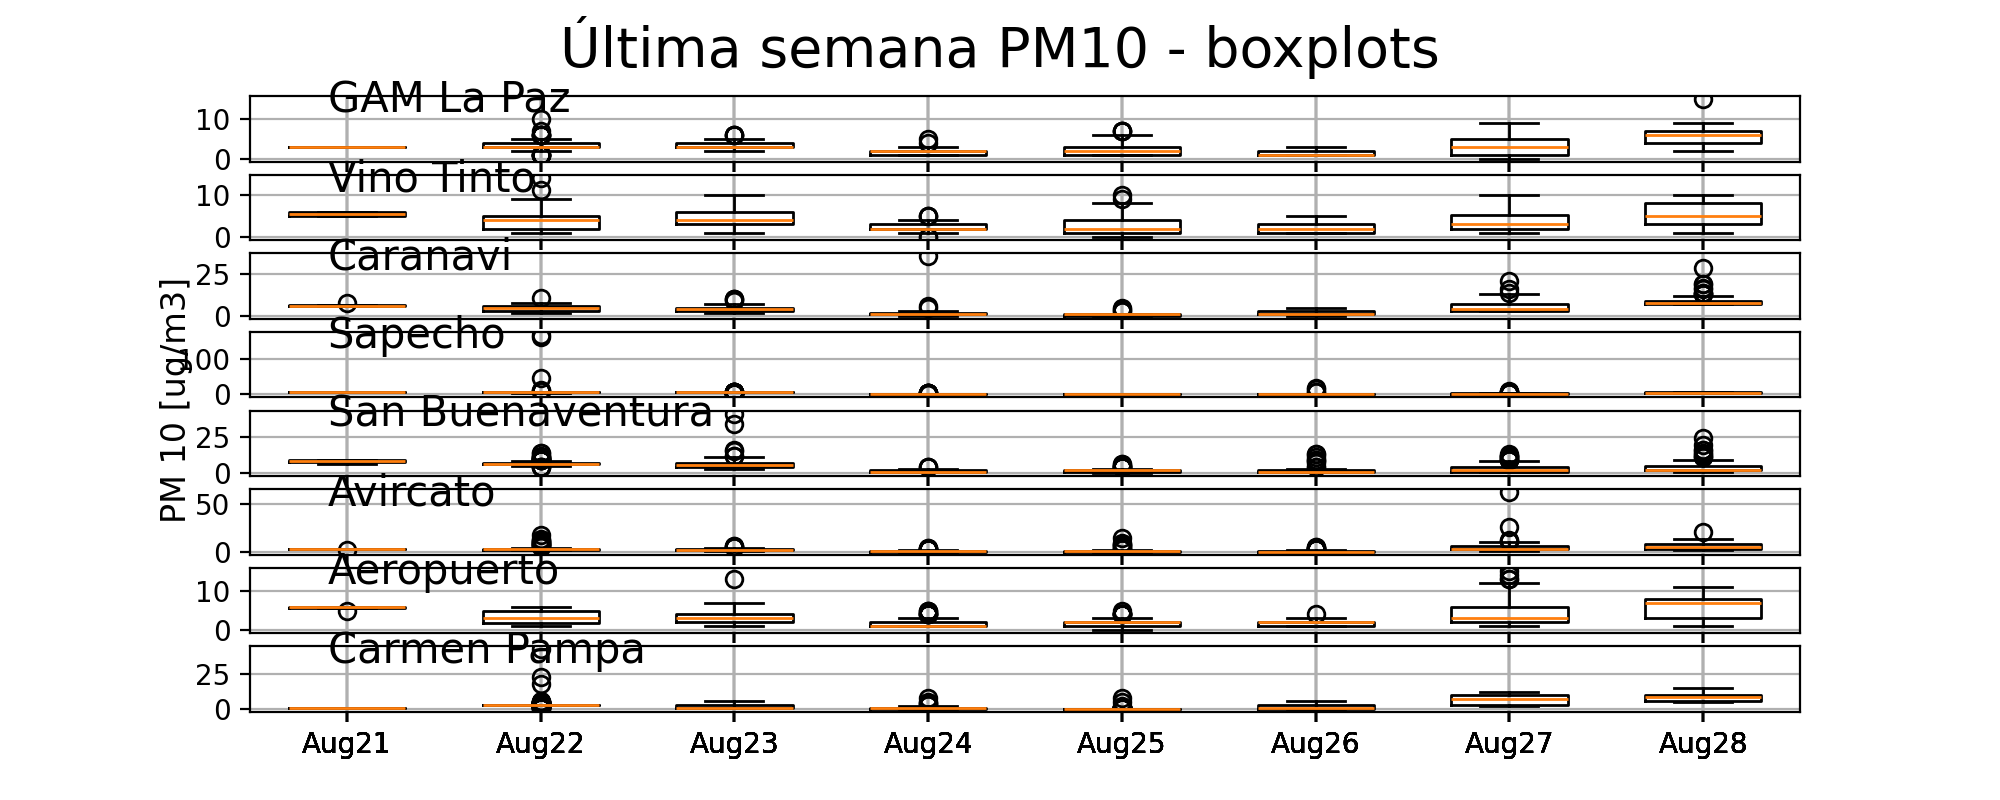 Última semana PM10 - boxplots
GAM La Paz
10
0
Vino Tinto
10
0
Caranavi
25
0
Sapecho
100
0
San Buenaventura
25
0
Avircato
50
0
Aeropuerto
10
0
Carmen Pampa
25
0
PM 10 [ug/m3]
Aug21 Aug22 Aug23 Aug24 Aug25 Aug26 Aug27 Aug28